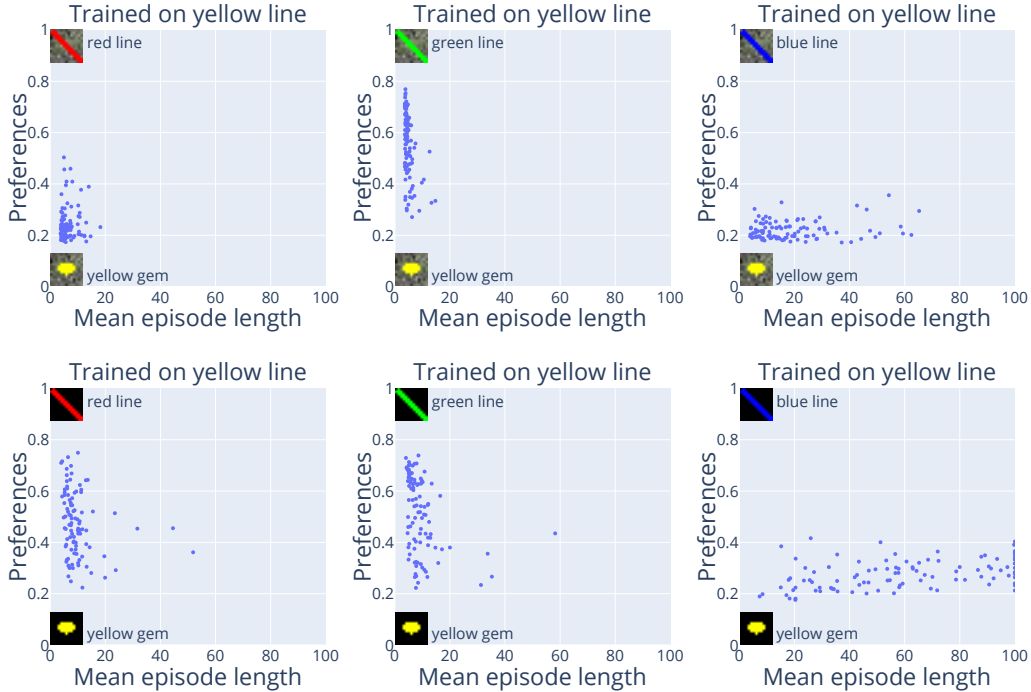 Trained on yellow line
Trained on yellow line
Trained on yellow line
1
red line
0.8
0.6
0.4
0.2
0
Preferences
yellow gem
0 20 40 60 80 100
Mean episode length
1
green line
0.8
0.6
0.4
0.2
0
Preferences
yellow gem
0 20 40 60 80 100
Mean episode length
1
blue line
0.8
0.6
0.4
0.2
0
Preferences
yellow gem
0 20 40 60 80 100
Mean episode length
Trained on yellow line
Trained on yellow line
Trained on yellow line
1
red line
0.8
0.6
0.4
0.2
0
Preferences
yellow gem
0 20 40 60 80 100
Mean episode length
1
green line
0.8
0.6
0.4
0.2
0
Preferences
yellow gem
0 20 40 60 80 100
Mean episode length
1
blue line
0.8
0.6
0.4
0.2
0
Preferences
yellow gem
0 20 40 60 80 100
Mean episode length